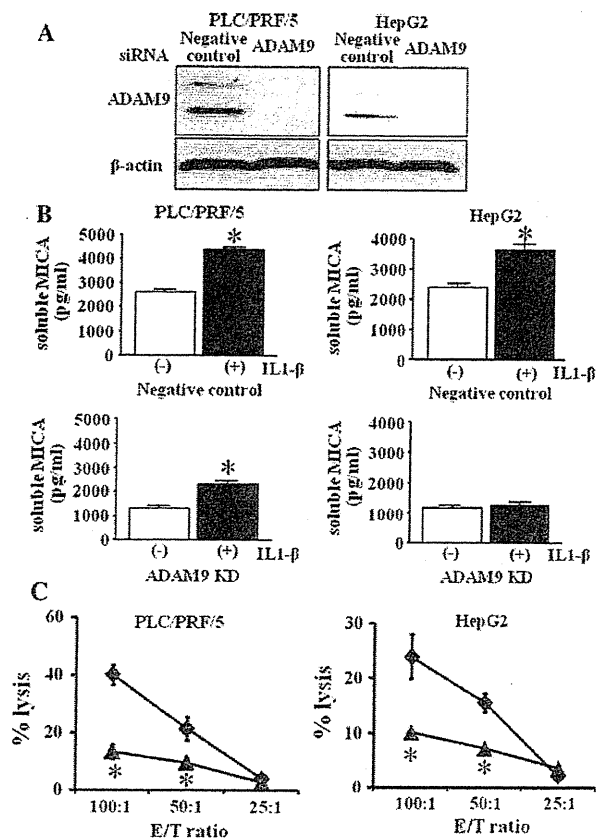 A
PLC/PRF/5 HepG2
siRNA Negative control ADAM9 Negative control ADAM9
ADAM9
β-actin
B
PLC/PRF/5
soluble MICA (pg/ml)
5000
4000
3000
2000
1000
0
*
(-) (+) IL1-β
Negative control
HepG2
soluble MICA (pg/ml)
4000
3000
2000
1000
0
*
(-) (+) IL1-β
Negative control
soluble MICA (pg/ml)
5000
4000
3000
2000
1000
0
*
(-) (+) IL1-β
ADAM9 KD
soluble MICA (pg/ml)
4000
3000
2000
1000
0
(-) (+) IL1-β
ADAM9 KD
C
PLC/PRF/5
% lysis
60
40
20
0
* *
100:1 50:1 25:1
E/T ratio
HepG2
% lysis
30
20
10
0
* *
100:1 50:1 25:1
E/T ratio